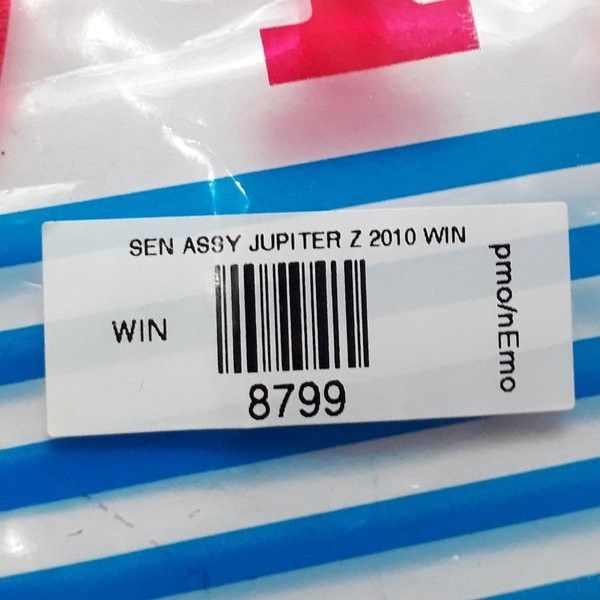 SEN ASSY JUPITER Z 2010 WIN
WIN
8799
pmo/nEmo